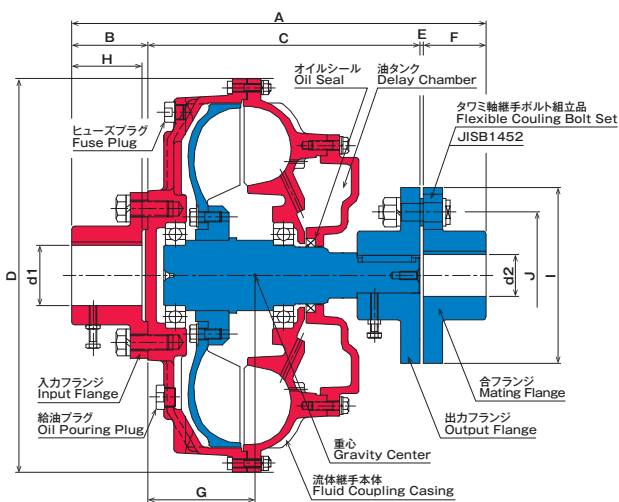 A
B
C
E
F
H
オイルシール
Oil Seal
油タンク
Delay Chamber
タワミ軸継手ボルト組立品
Flexible Couling Bolt Set
JISB1452
ヒューズプラグ
Fuse Plug
D
d1
d2
J
I
入力フランジ
Input Flange
給油プラグ
Oil Pouring Plug
合フランジ
Mating Flange
出力フランジ
Output Flange
重心
Gravity Center
流体継手本体
Fluid Coupling Casing
G